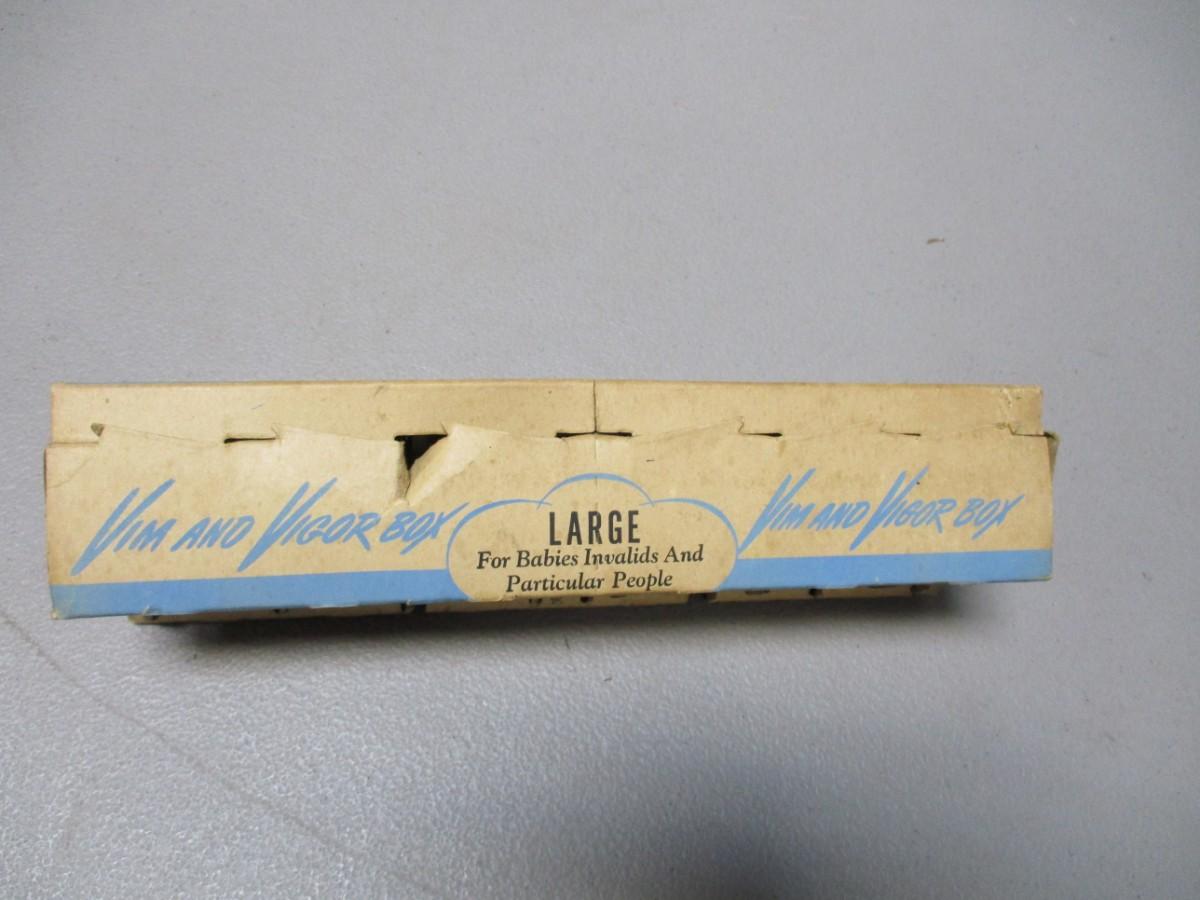 VIM AND VIGOR BOX
LARGE
For Babies Invalids And
Particular People
VIM AND VIGOR BOX